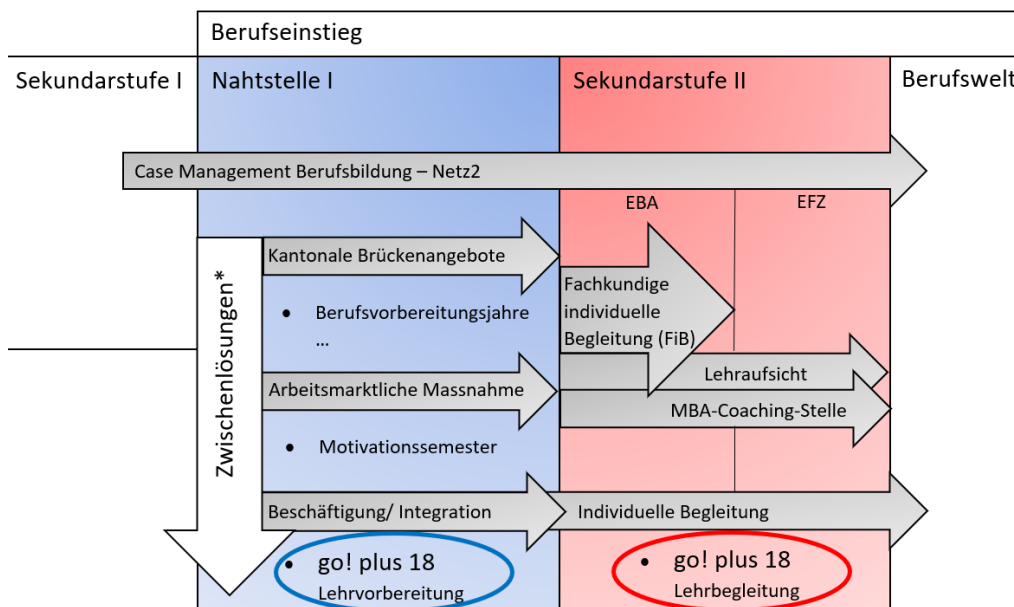 Berufseinstieg
Sekundarstufe I
Nahtstelle I
Sekundarstufe II
Berufswelt
Case Management Berufsbildung – Netz2
EBA
EFZ
Zwischenlösungen*
Kantonale Brückenangebote
• Berufsvorbereitungsjahre
...
Fachkundige
individuelle
Begleitung (FiB)
Lehraufsicht
Arbeitsmarktliche Massnahme
MBA-Coaching-Stelle
• Motivationssemester
Beschäftigung/ Integration
Individuelle Begleitung
• go! plus 18
Lehrvorbereitung
• go! plus 18
Lehrbegleitung